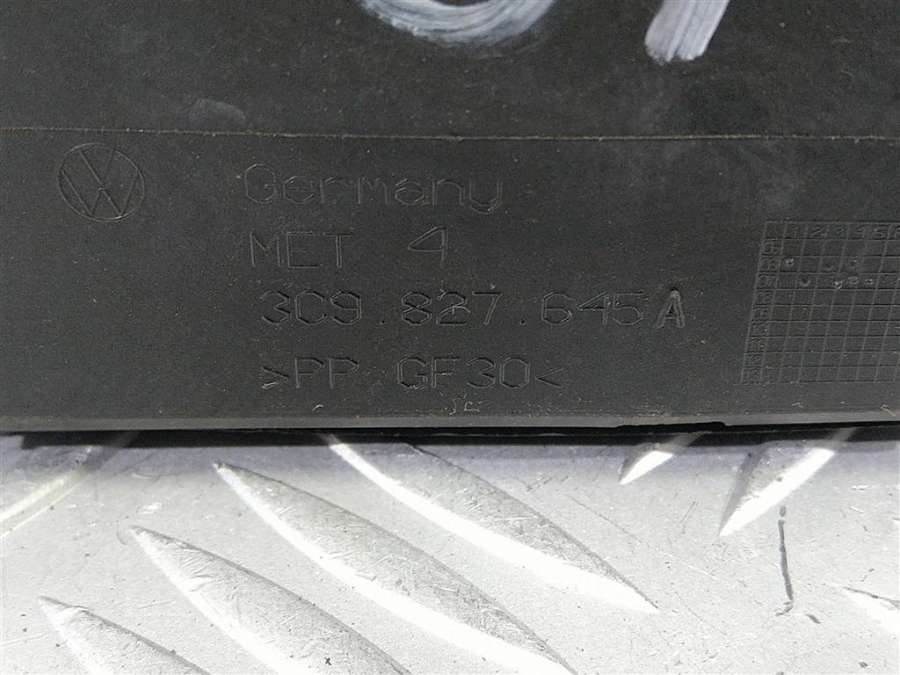 Germany
MET 4
3C9.827.645A
>PP GF30<